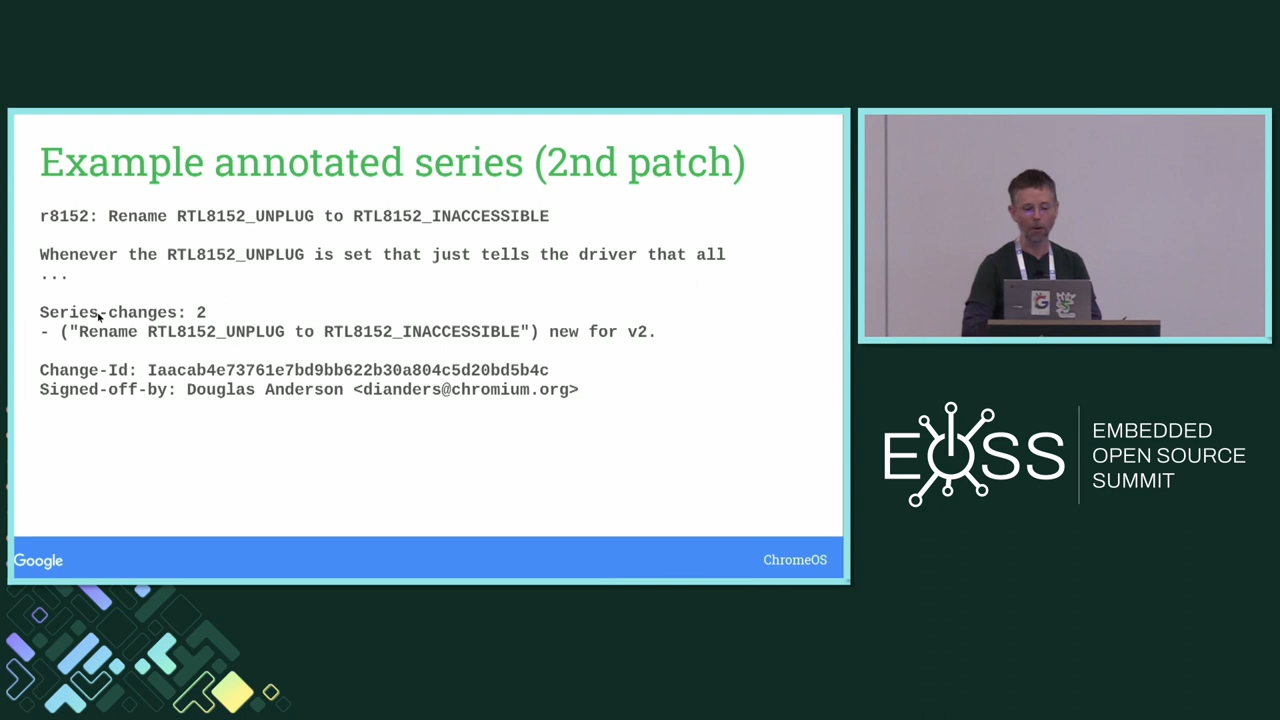 Example annotated series (2nd patch)
r8152: Rename RTL8152_UNPLUG to RTL8152_INACCESSIBLE
Whenever the RTL8152_UNPLUG is set that just tells the driver that all
...
Series-changes: 2
- ("Rename RTL8152_UNPLUG to RTL8152_INACCESSIBLE") new for v2.
Change-Id: Iaacab4e73761e7bd9bb622b30a804c5d20bd5b4c
Signed-off-by: Douglas Anderson <dianders@chromium.org>
Google
ChromeOS
G
EOSS
EMBEDDED
OPEN SOURCE
SUMMIT